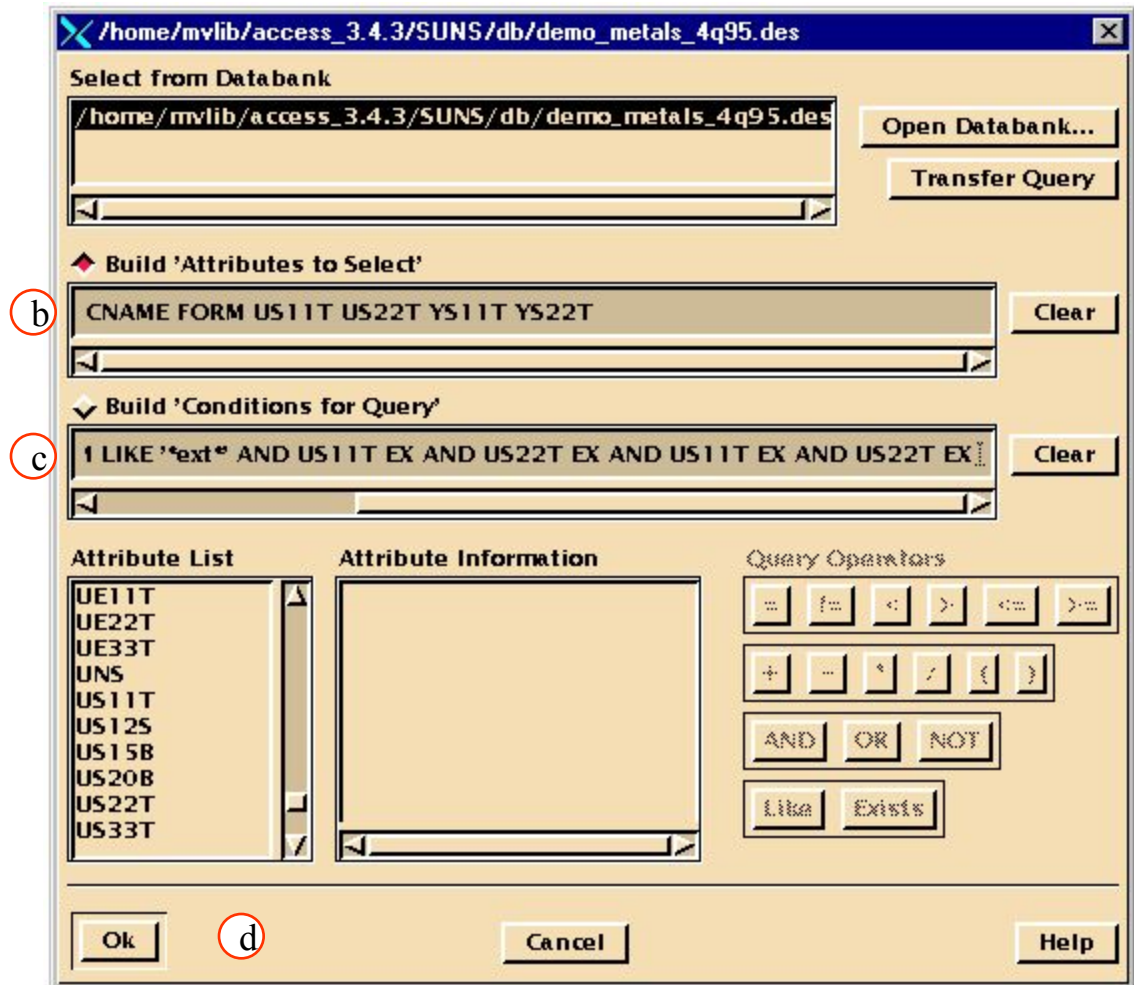 /home/mvlib/access_3.4.3/SUNS/db/demo_metals_4q95.des
Select from Databank
/home/mvlib/access_3.4.3/SUNS/db/demo_metals_4q95.des
Open Databank...
Transfer Query
Build 'Attributes to Select'
b
CNAME FORM US11T US22T YS11T YS22T
Clear
Build 'Conditions for Query'
c
LIKE '*ext*' AND US11T EX AND US22T EX AND US11T EX AND US22T EX
Clear
Attribute List
Attribute Information
Query Operators
UE11T
UE22T
UE33T
UNS
US11T
US12S
US15B
US20B
US22T
US33T
= != < > <= >=
+ - * / ( )
AND OR NOT
Like Exists
Ok
d
Cancel
Help